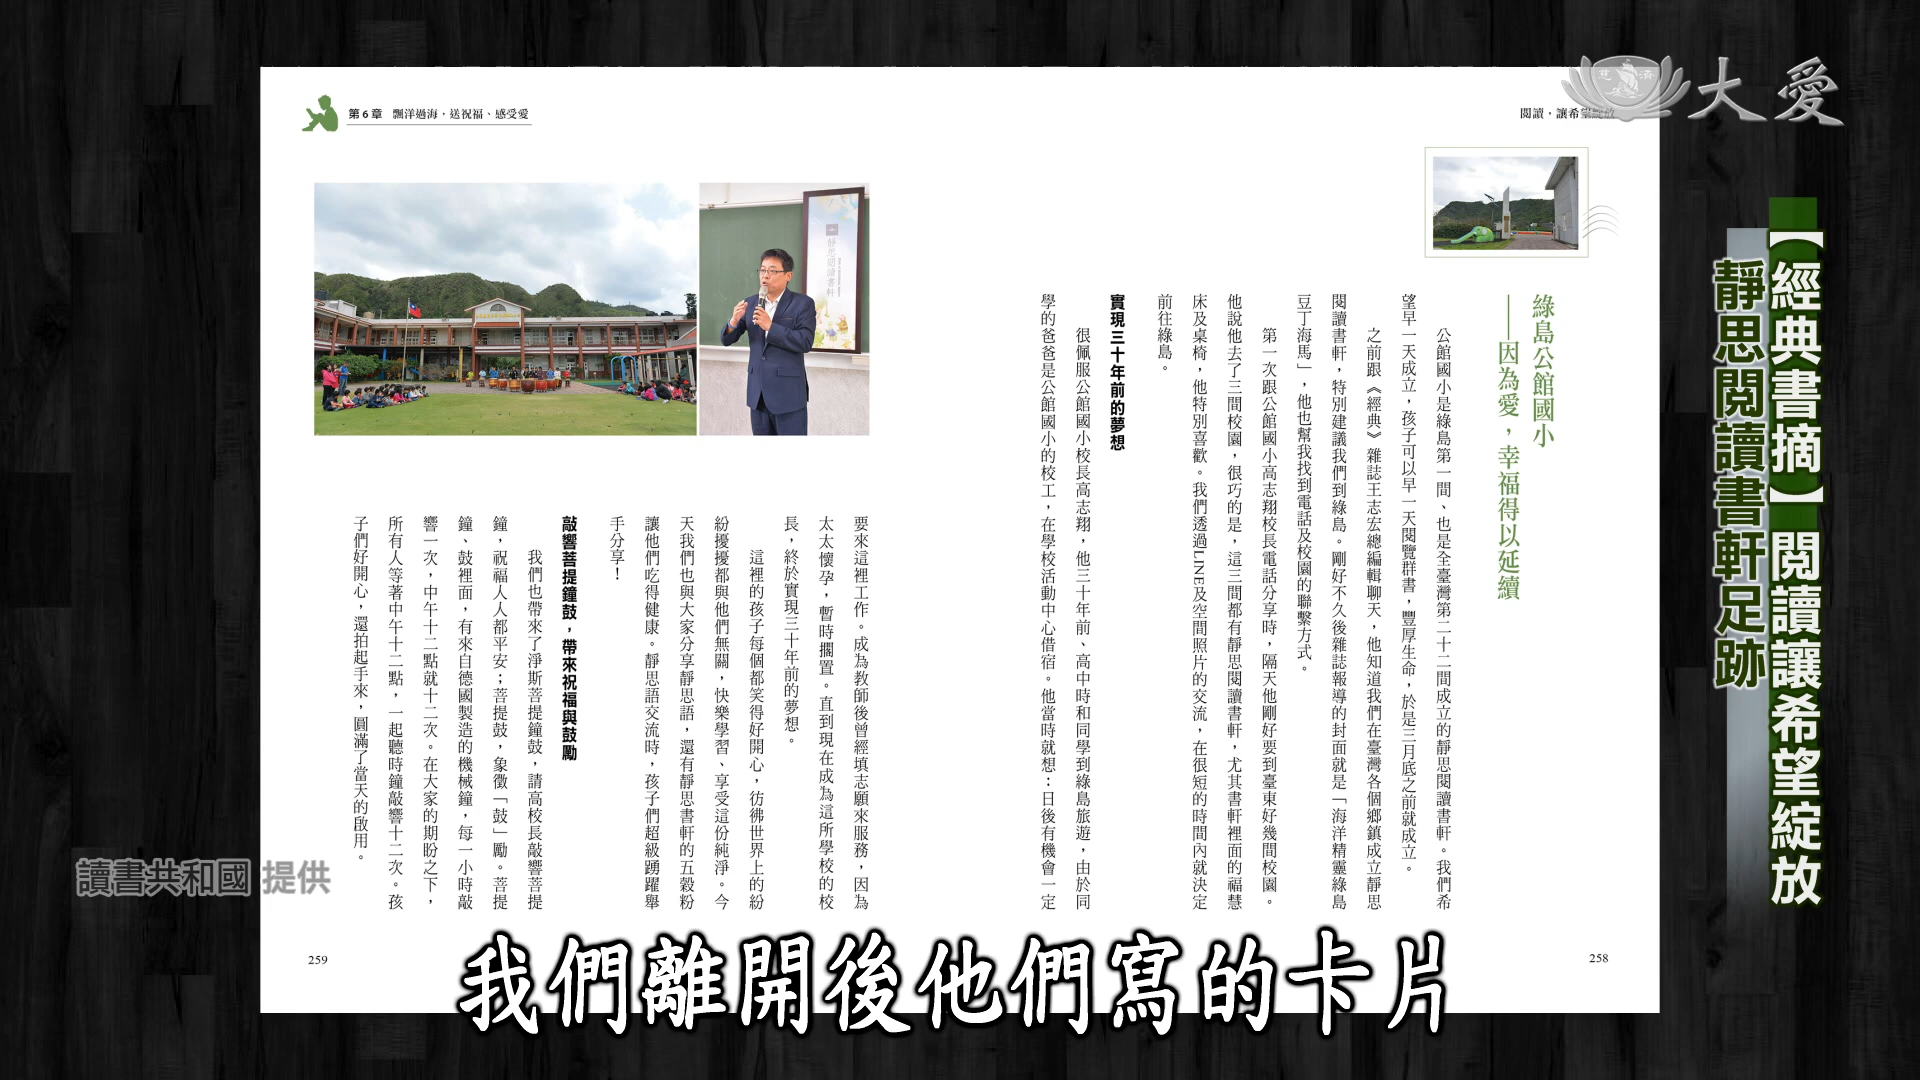 慈濟
大愛
第6章 飄洋過海，送祝福、感受愛
閱讀，讓希望綻放
靜思閱讀書軒
綠島公館國小
——因為愛，幸福得以延續
公館國小是綠島第一間、也是全臺灣第二十二間成立的靜思閱讀書軒。我們希
望早一天成立，孩子可以早一天閱覽群書，豐厚生命，於是三月底之前就成立。
之前跟《經典》雜誌王志宏總編輯聊天，他知道我們在臺灣各個鄉鎮成立靜思
閱讀書軒，特別建議我們到綠島。剛好不久後雜誌報導的封面就是「海洋精靈綠島
豆丁海馬」，他也幫我找到電話及校園的聯繫方式。
第一次跟公館國小高志翔校長電話分享時，隔天他剛好要到臺東好幾間校園。
他說他去了三間校園，很巧的是，這三間都有靜思閱讀書軒，尤其書軒裡面的福慧
床及桌椅，他特別喜歡。我們透過LINE及空間照片的交流，在很短的時間內就決定
前往綠島。
實現三十年前的夢想
很佩服公館國小校長高志翔，他三十年前、高中時和同學到綠島旅遊，由於同
學的爸爸是公館國小的校工，在學校活動中心借宿。他當時就想：日後有機會一定
258
要來這裡工作。成為教師後曾經填志願來服務，因為
太太懷孕，暫時擱置。直到現在成為這所學校的校
長，終於實現三十年前的夢想。
這裡的孩子每個都笑得好開心，彷彿世界上的紛
紛擾擾都與他們無關，快樂學習、享受這份純淨。今
天我們也與大家分享靜思語，還有靜思書軒的五穀粉
讓他們吃得健康。靜思語交流時，孩子們超級踴躍舉
手分享！
敲響菩提鐘鼓，帶來祝福與鼓勵
我們也帶來了淨斯菩提鐘鼓，請高校長敲響菩提
鐘，祝福人人都平安；菩提鼓，象徵「鼓」勵。菩提
鐘、鼓裡面，有來自德國製造的機械鐘，每一小時敲
響一次，中午十二點就十二次。在大家的期盼之下，
所有人等著中午十二點，一起聽時鐘敲響十二次。孩
子們好開心，還拍起手來，圓滿了當天的啟用。
259
【經典書摘】閱讀讓希望綻放
靜思閱讀書軒足跡
讀書共和國 提供
我們離開後他們寫的卡片